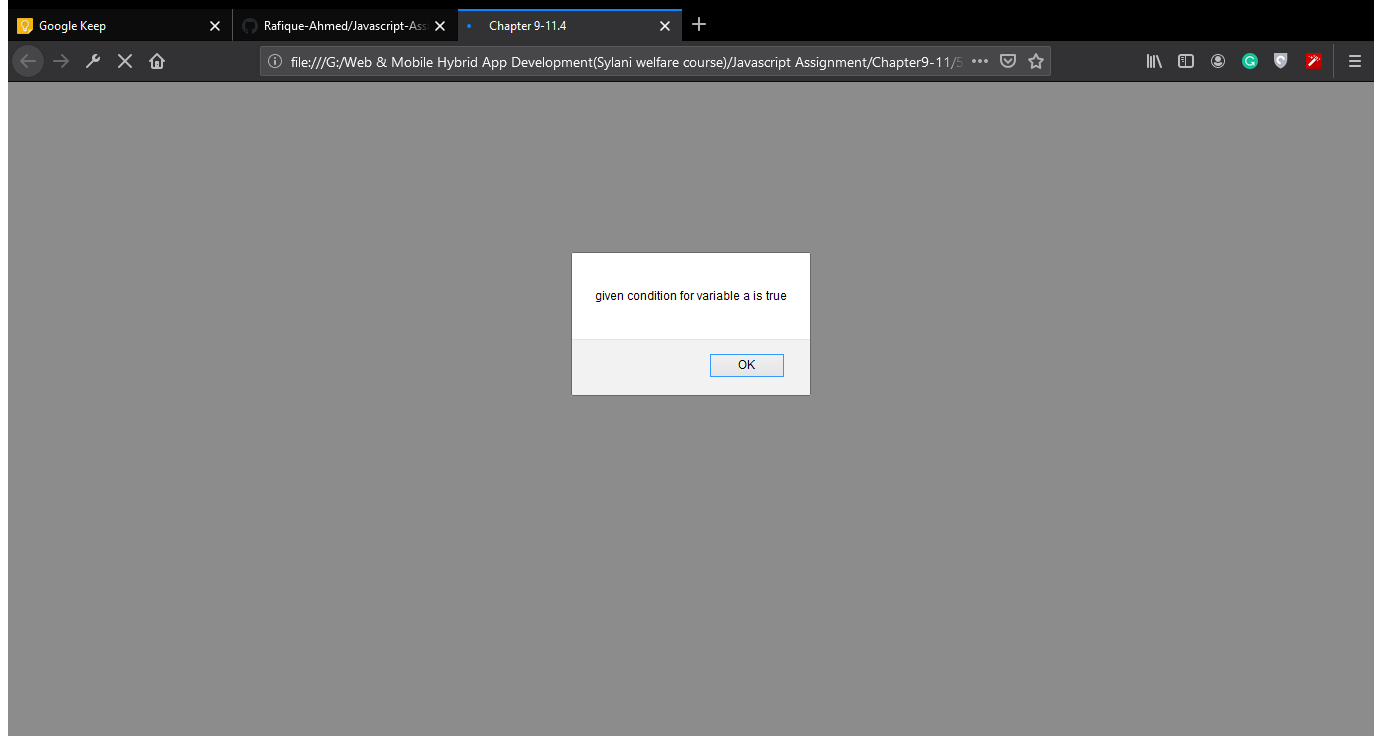 Google Keep
Rafique-Ahmed/Javascript-Ass
Chapter 9-11.4
file:///G:/Web & Mobile Hybrid App Development(Sylani welfare course)/Javascript Assignment/Chapter9-11/5
given condition for variable a is true
OK